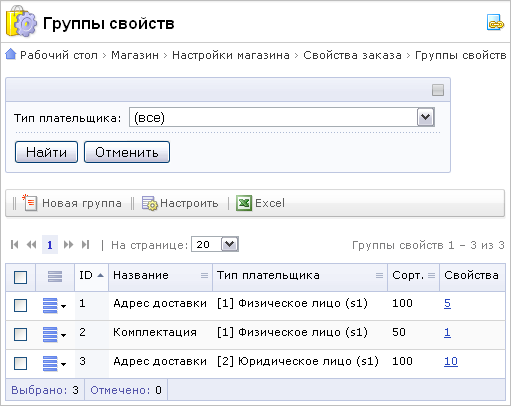 Группы свойств
Рабочий стол › Магазин › Настройки магазина › Свойства заказа › Группы свойств
Тип плательщика: (все)
Найти Отменить
Новая группа Настроить Excel
1 | На странице: 20 Группы свойств 1 – 3 из 3
ID Название Тип плательщика Сорт. Свойства
1 Адрес доставки [1] Физическое лицо (s1) 100 5
2 Комплектация [1] Физическое лицо (s1) 50 1
3 Адрес доставки [2] Юридическое лицо (s1) 100 10
Выбрано: 3 Отмечено: 0